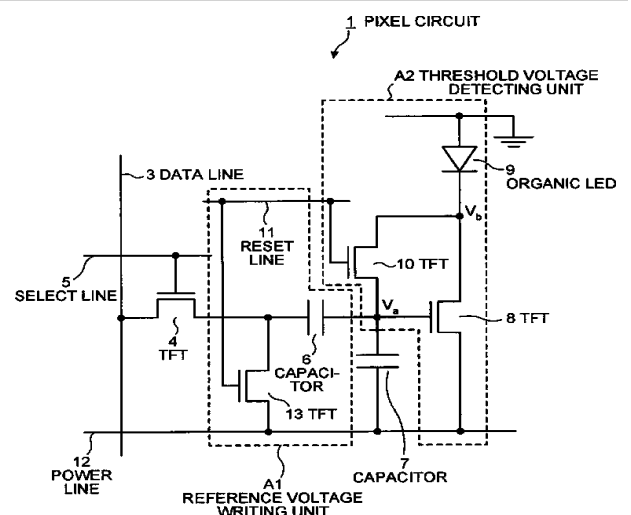 1 PIXEL CIRCUIT
A2 THRESHOLD VOLTAGE
DETECTING UNIT
3 DATA LINE
9
ORGANIC LED
Vb
11
RESET
LINE
10 TFT
5
SELECT LINE
Va
8 TFT
4
TFT
6
CAPACI-
TOR
13 TFT
12
POWER
LINE
7
CAPACITOR
A1
REFERENCE VOLTAGE
WRITING UNIT